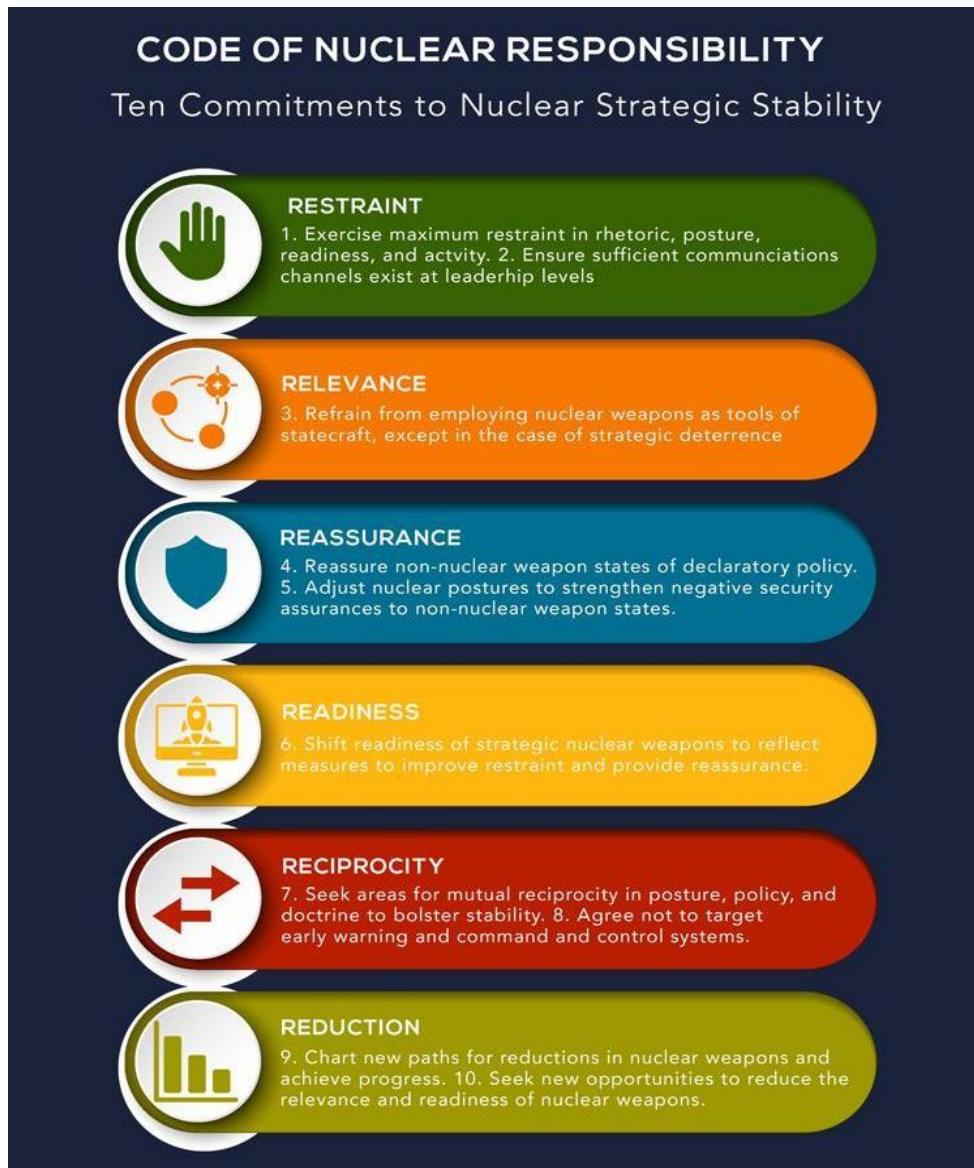 CODE OF NUCLEAR RESPONSIBILITY
Ten Commitments to Nuclear Strategic Stability
RESTRAINT
1. Exercise maximum restraint in rhetoric, posture,
readiness, and actvity. 2. Ensure sufficient communciations
channels exist at leaderhip levels
RELEVANCE
3. Refrain from employing nuclear weapons as tools of
statecraft, except in the case of strategic deterrence
REASSURANCE
4. Reassure non-nuclear weapon states of declaratory policy.
5. Adjust nuclear postures to strengthen negative security
assurances to non-nuclear weapon states.
READINESS
6. Shift readiness of strategic nuclear weapons to reflect
measures to improve restraint and provide reassurance.
RECIPROCITY
7. Seek areas for mutual reciprocity in posture, policy, and
doctrine to bolster stability. 8. Agree not to target
early warning and command and control systems.
REDUCTION
9. Chart new paths for reductions in nuclear weapons and
achieve progress. 10. Seek new opportunities to reduce the
relevance and readiness of nuclear weapons.